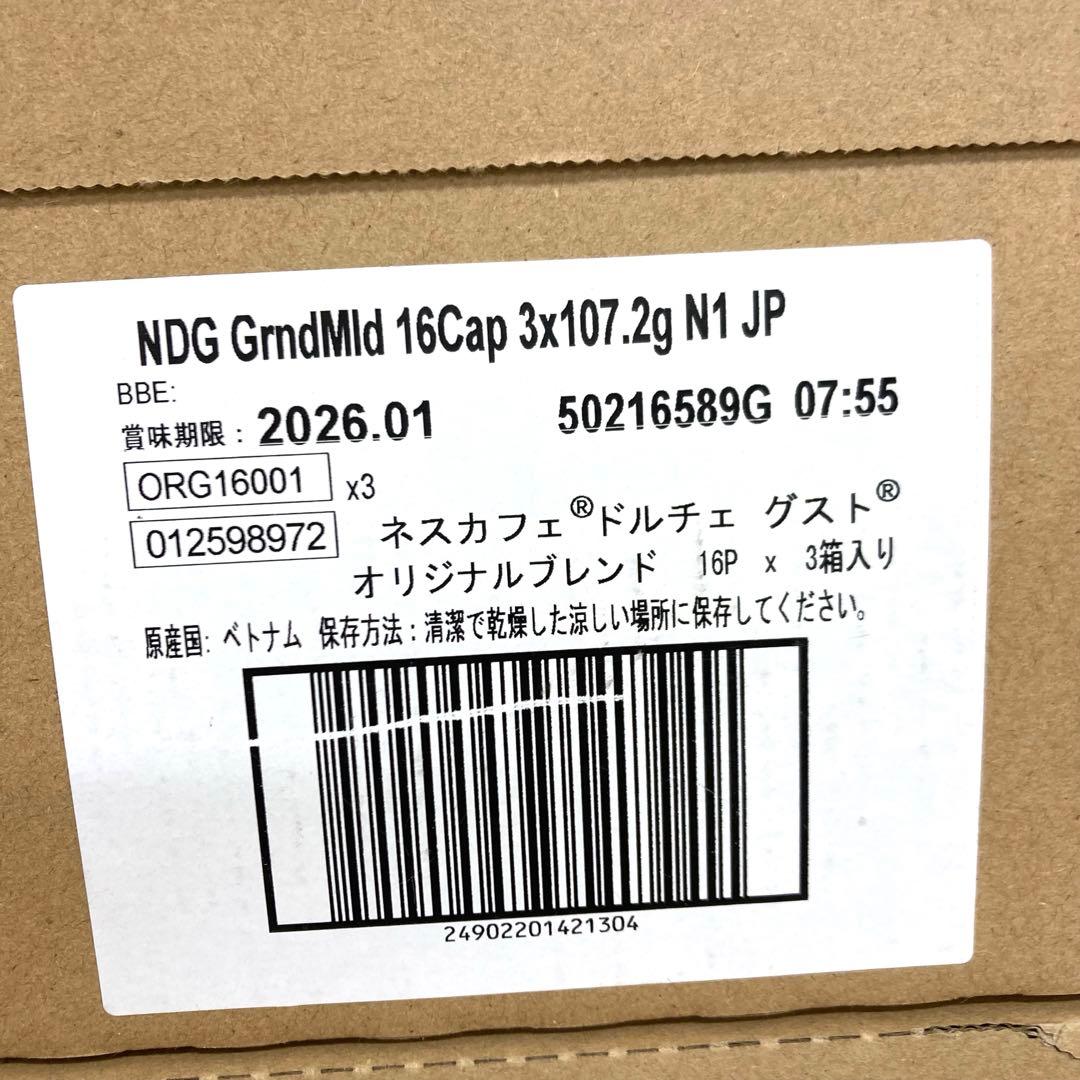 NDG GrndMld 16Cap 3x107.2g N1 JP
BBE:
賞味期限: 2026.01 50216589G 07:55
ORG16001 x3
012598972 ネスカフェ®ドルチェ グスト®
オリジナルブレンド 16P x 3箱入り
原産国: ベトナム 保存方法:清潔で乾燥した涼しい場所に保存してください。
24902201421304